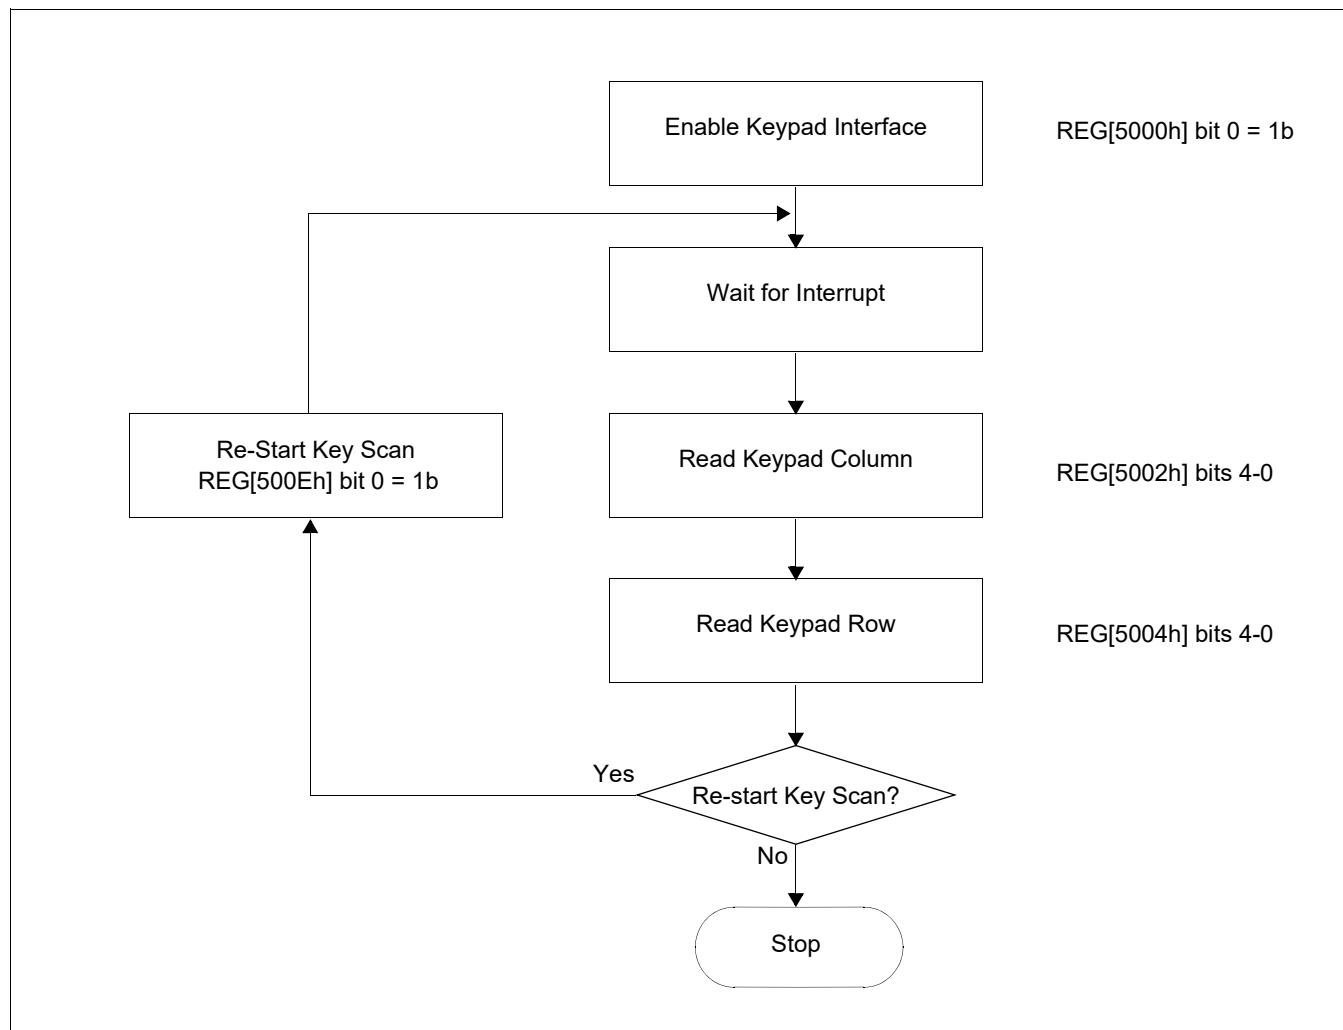 Enable Keypad Interface
REG[5000h] bit 0 = 1b
Wait for Interrupt
Re-Start Key Scan
REG[500Eh] bit 0 = 1b
Read Keypad Column
REG[5002h] bits 4-0
Read Keypad Row
REG[5004h] bits 4-0
Yes
Re-start Key Scan?
No
Stop